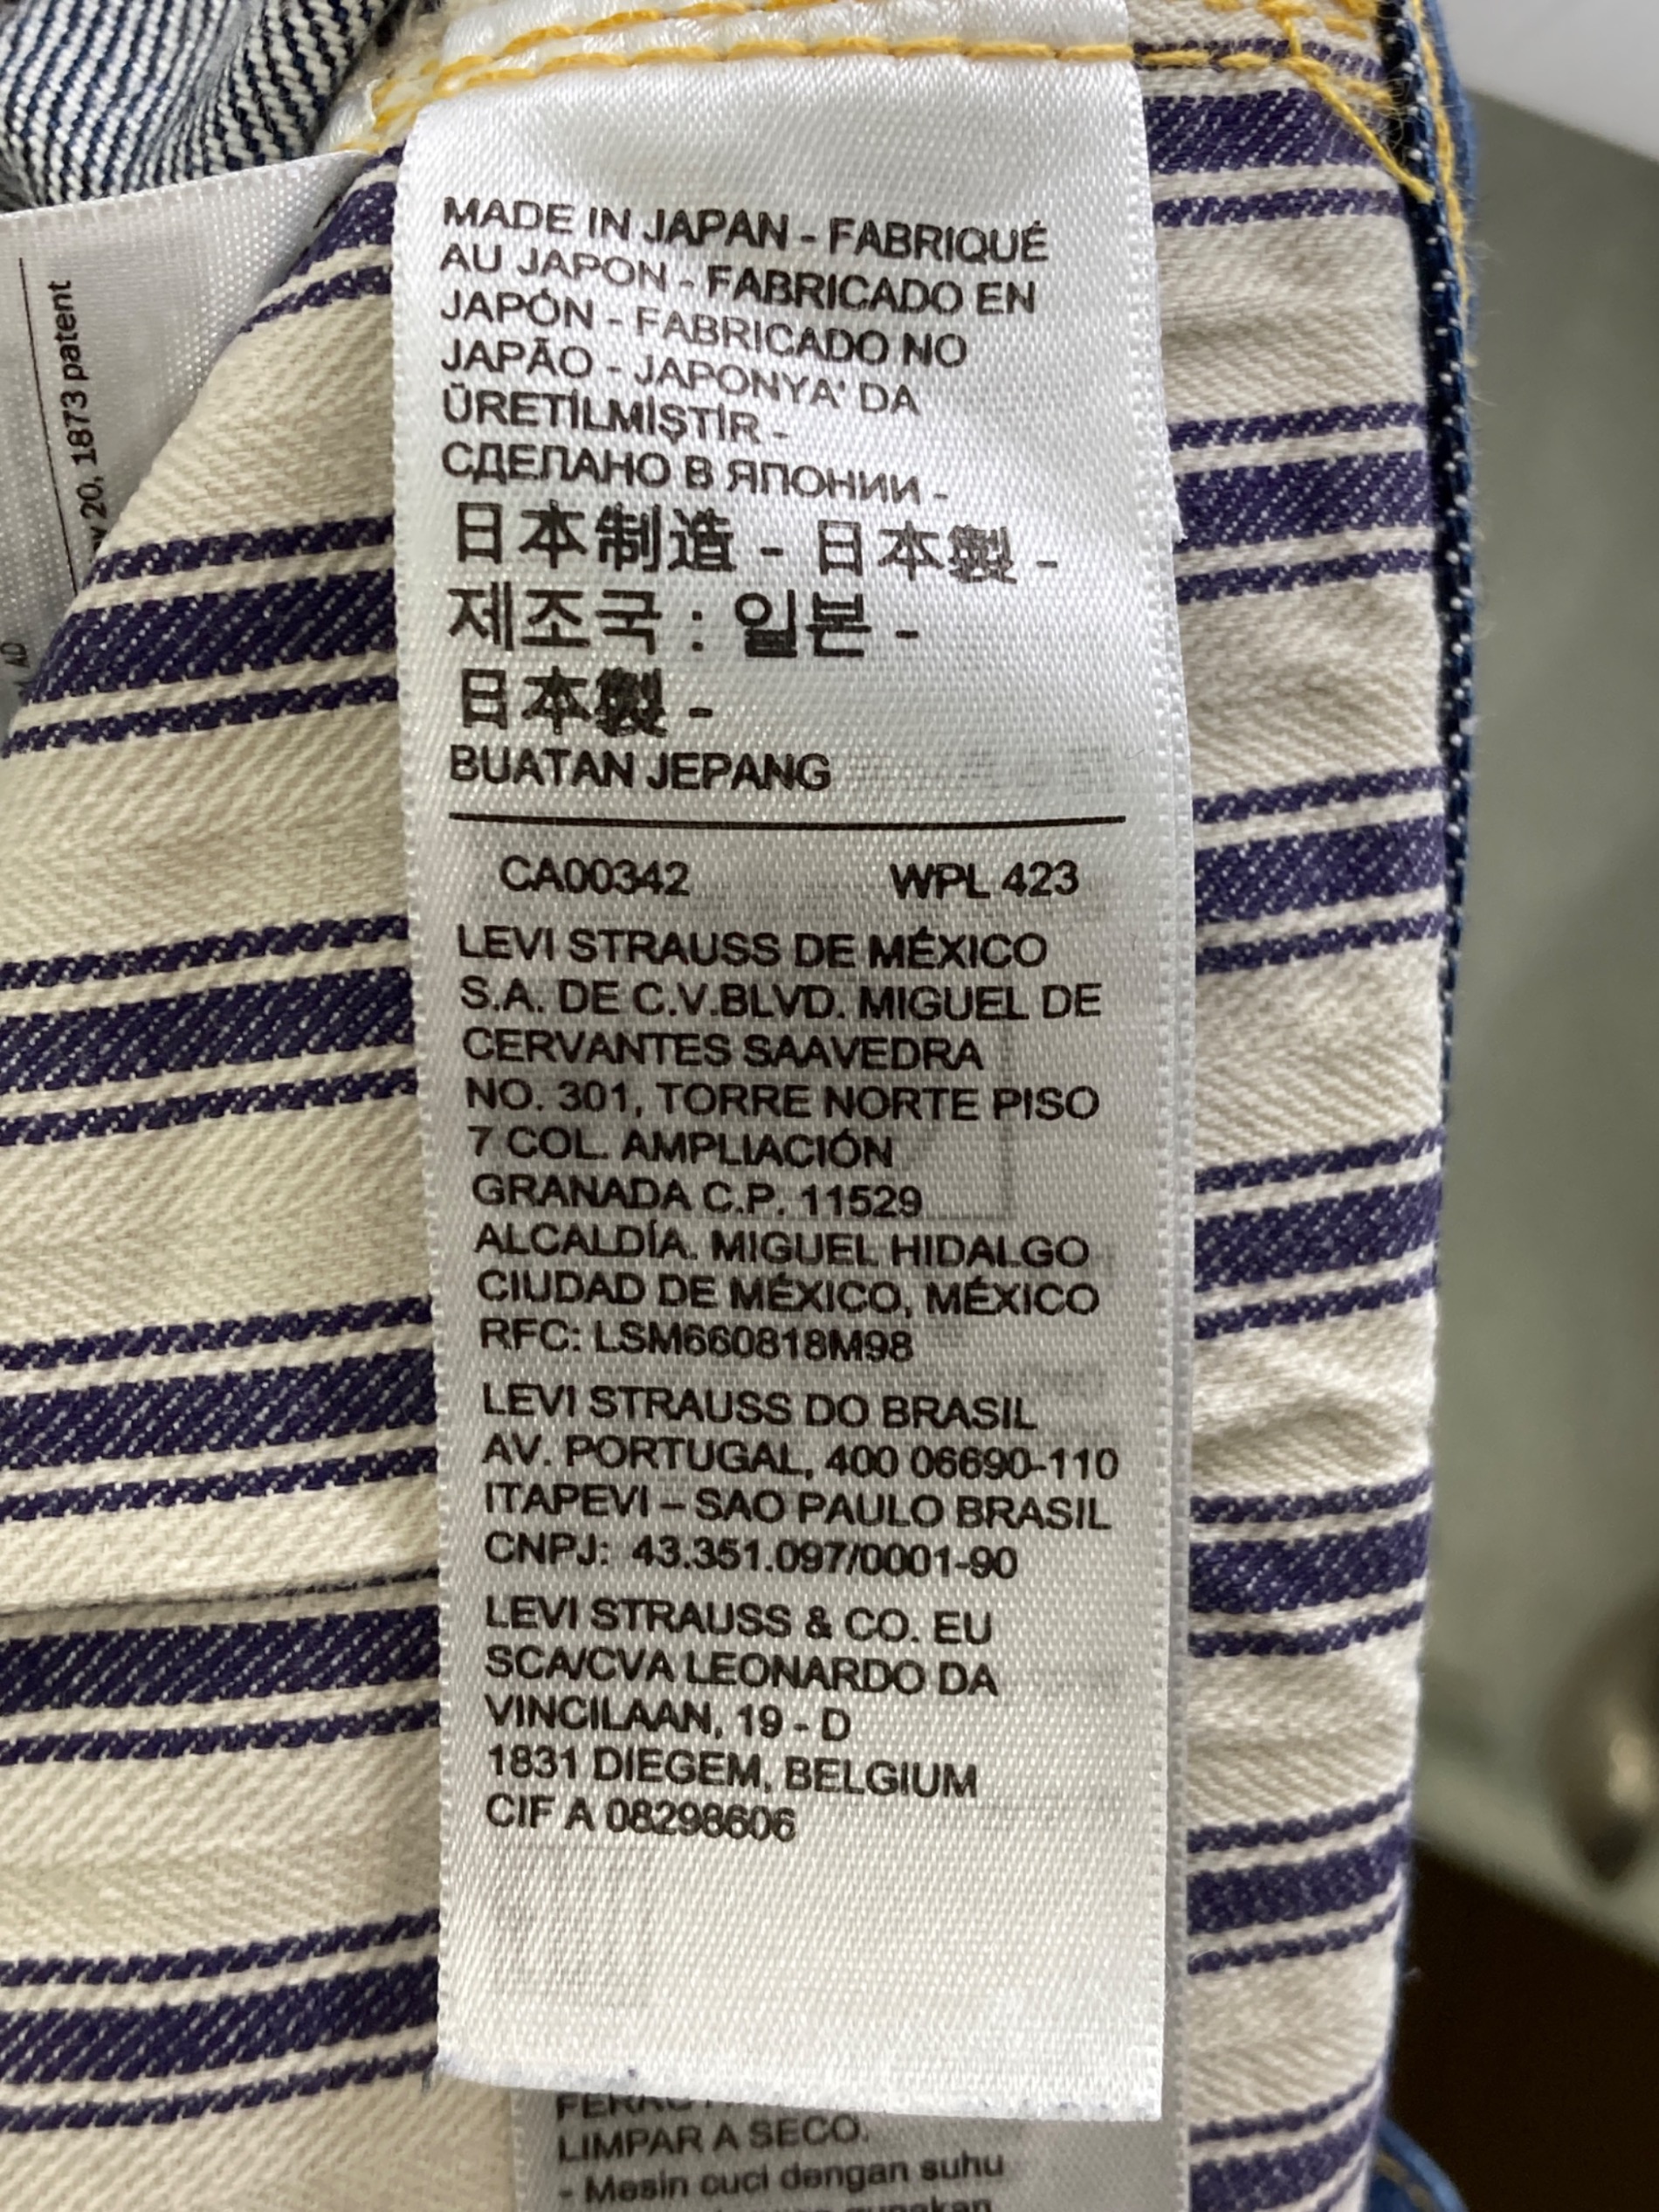 MADE IN JAPAN - FABRIQUÉ
AU JAPON - FABRICADO EN
JAPÓN - FABRICADO NO
JAPÃO - JAPONYA' DA
ÜRETİLMİŞTİR -
СДЕЛАНО В ЯПОНИИ -
日本制造 - 日本製 -
제조국 : 일본 -
日本製 -
BUATAN JEPANG
CA00342 WPL 423
LEVI STRAUSS DE MÉXICO
S.A. DE C.V.BLVD. MIGUEL DE
CERVANTES SAAVEDRA
NO. 301, TORRE NORTE PISO
7 COL. AMPLIACIÓN
GRANADA C.P. 11529
ALCALDÍA. MIGUEL HIDALGO
CIUDAD DE MÉXICO, MÉXICO
RFC: LSM660818M98
LEVI STRAUSS DO BRASIL
AV. PORTUGAL, 400 06690-110
ITAPEVI – SAO PAULO BRASIL
CNPJ: 43.351.097/0001-90
LEVI STRAUSS & CO. EU
SCA/CVA LEONARDO DA
VINCILAAN, 19 - D
1831 DIEGEM, BELGIUM
CIF A 08298606
LIMPAR A SECO.
- Mesin cuci dengan suhu
20, 1873 patent